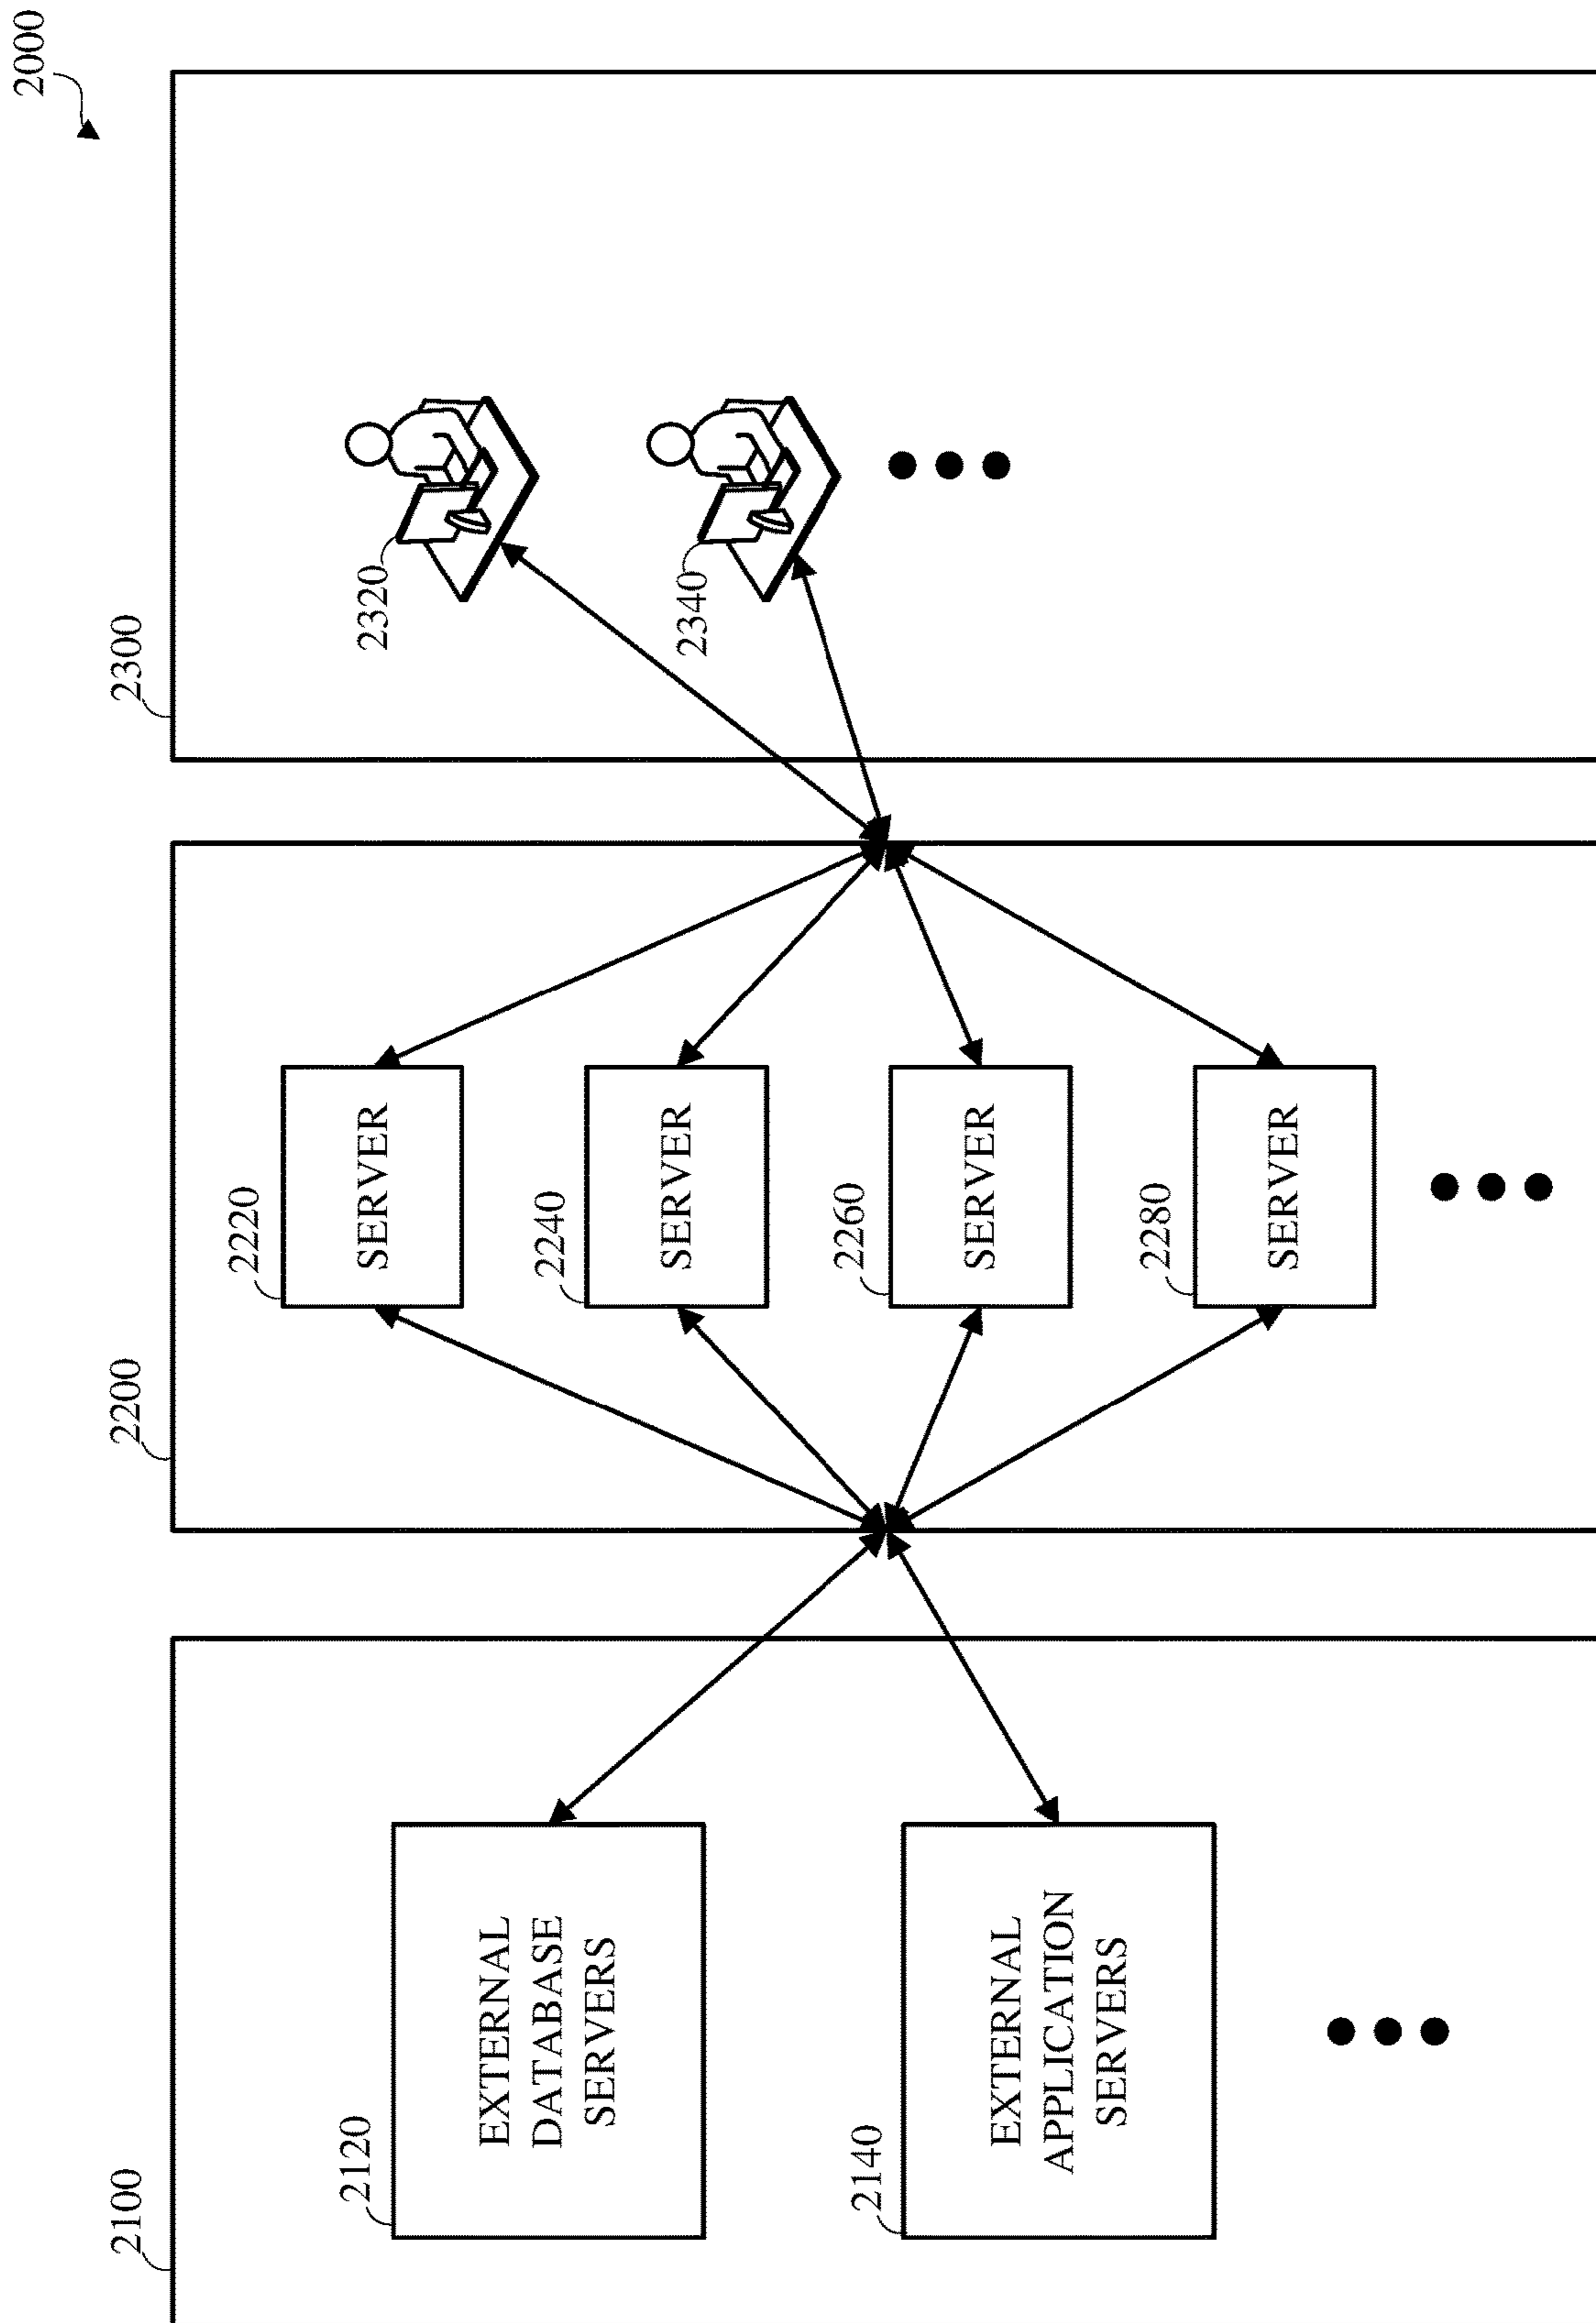 2000
2100
2120
EXTERNAL
DATABASE
SERVERS
2140
EXTERNAL
APPLICATION
SERVERS
2200
2220
SERVER
2240
SERVER
2260
SERVER
2280
SERVER
2300
2320
2340